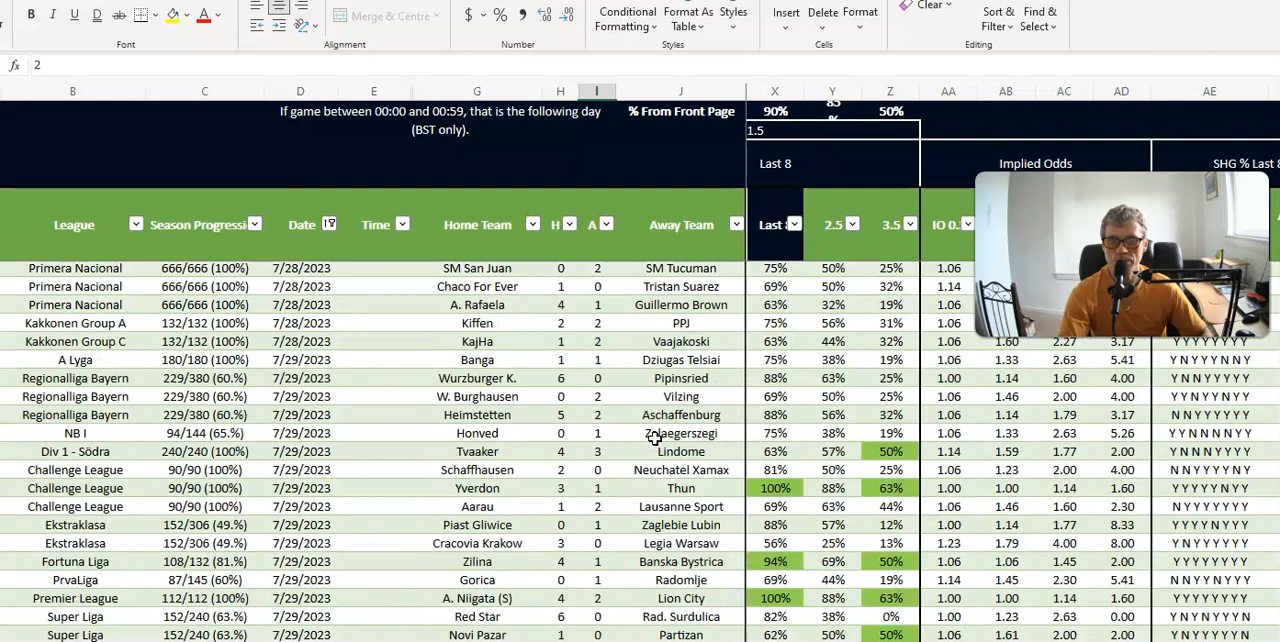 B I U D ab A Merge & Centre $ % 9 Conditional Format As Styles Insert Delete Format Clear Sort & Find &
Formatting Table Filter Select
Font Alignment Number Styles Cells Editing
fx 2
B C D E G H I J X Y Z AA AB AC AD AE
If game between 00:00 and 00:59, that is the following day % From Front Page 90% 85 % 50%
(BST only). 1.5
Last 8 Implied Odds SHG % Last 8
League Season Progressi Date Time Home Team H A Away Team Last 2.5 3.5 IO 0.
Primera Nacional 666/666 (100%) 7/28/2023 SM San Juan 0 2 SM Tucuman 75% 50% 25% 1.06
Primera Nacional 666/666 (100%) 7/28/2023 Chaco For Ever 1 0 Tristan Suarez 69% 50% 32% 1.14
Primera Nacional 666/666 (100%) 7/28/2023 A. Rafaela 4 1 Guillermo Brown 63% 32% 19% 1.06
Kakkonen Group A 132/132 (100%) 7/28/2023 Kiffen 2 2 PPJ 75% 56% 31% 1.06
Kakkonen Group C 132/132 (100%) 7/28/2023 KajHa 1 2 Vaajakoski 63% 44% 32% 1.06 1.60 2.27 3.17 Y Y Y Y Y Y Y Y
A Lyga 180/180 (100%) 7/29/2023 Banga 1 1 Dziugas Telsiai 75% 38% 19% 1.06 1.33 2.63 5.41 Y N Y Y Y N N Y
Regionalliga Bayern 229/380 (60.%) 7/29/2023 Wurzburger K. 6 0 Pipinsried 88% 63% 25% 1.00 1.14 1.60 4.00 Y N N Y Y Y Y Y
Regionalliga Bayern 229/380 (60.%) 7/29/2023 W. Burghausen 0 2 Vilzing 69% 50% 25% 1.06 1.46 2.00 4.00 Y Y N Y Y Y Y Y
Regionalliga Bayern 229/380 (60.%) 7/29/2023 Heimstetten 5 2 Aschaffenburg 88% 56% 32% 1.06 1.14 1.79 3.17 N N Y Y Y Y Y Y
NB I 94/144 (65.%) 7/29/2023 Honved 0 1 Zalaegerszegi 75% 38% 19% 1.06 1.33 2.63 5.26 Y Y N N N N Y Y
Div 1 - Södra 240/240 (100%) 7/29/2023 Tvaaker 4 3 Lindome 63% 57% 50% 1.14 1.59 1.77 2.00 Y N N N Y Y Y Y
Challenge League 90/90 (100%) 7/29/2023 Schaffhausen 2 0 Neuchatel Xamax 81% 50% 25% 1.06 1.23 2.00 4.00 N Y Y Y Y Y N Y
Challenge League 90/90 (100%) 7/29/2023 Yverdon 3 1 Thun 100% 88% 63% 1.00 1.00 1.14 1.60 Y Y Y Y Y N Y Y
Challenge League 90/90 (100%) 7/29/2023 Aarau 1 2 Lausanne Sport 69% 63% 44% 1.06 1.46 1.60 2.30 N Y Y Y Y Y Y Y
Ekstraklasa 152/306 (49.%) 7/29/2023 Piast Gliwice 0 1 Zaglebie Lubin 88% 57% 12% 1.00 1.14 1.77 8.33 Y Y Y Y N Y Y Y
Ekstraklasa 152/306 (49.%) 7/29/2023 Cracovia Krakow 3 0 Legia Warsaw 56% 25% 13% 1.23 1.79 4.00 8.00 N Y N Y Y Y Y Y
Fortuna Liga 108/132 (81.%) 7/29/2023 Zilina 4 1 Banska Bystrica 94% 69% 50% 1.06 1.06 1.45 2.00 Y Y Y Y Y Y Y Y
PrvaLiga 87/145 (60%) 7/29/2023 Gorica 0 1 Radomlje 69% 44% 19% 1.14 1.45 2.30 5.41 N N Y Y N Y Y Y
Premier League 112/112 (100%) 7/29/2023 A. Niigata (S) 4 2 Lion City 100% 88% 63% 1.00 1.00 1.14 1.60 Y Y Y Y Y Y Y Y
Super Liga 152/240 (63.%) 7/29/2023 Red Star 6 0 Rad. Surdulica 82% 38% 0% 1.00 1.23 2.63 0.00 Y N Y N Y Y Y Y
Super Liga 152/240 (63.%) 7/29/2023 Novi Pazar 1 0 Partizan 62% 50% 50% 1.06 1.61 2.00 2.00 Y N Y Y Y Y Y Y